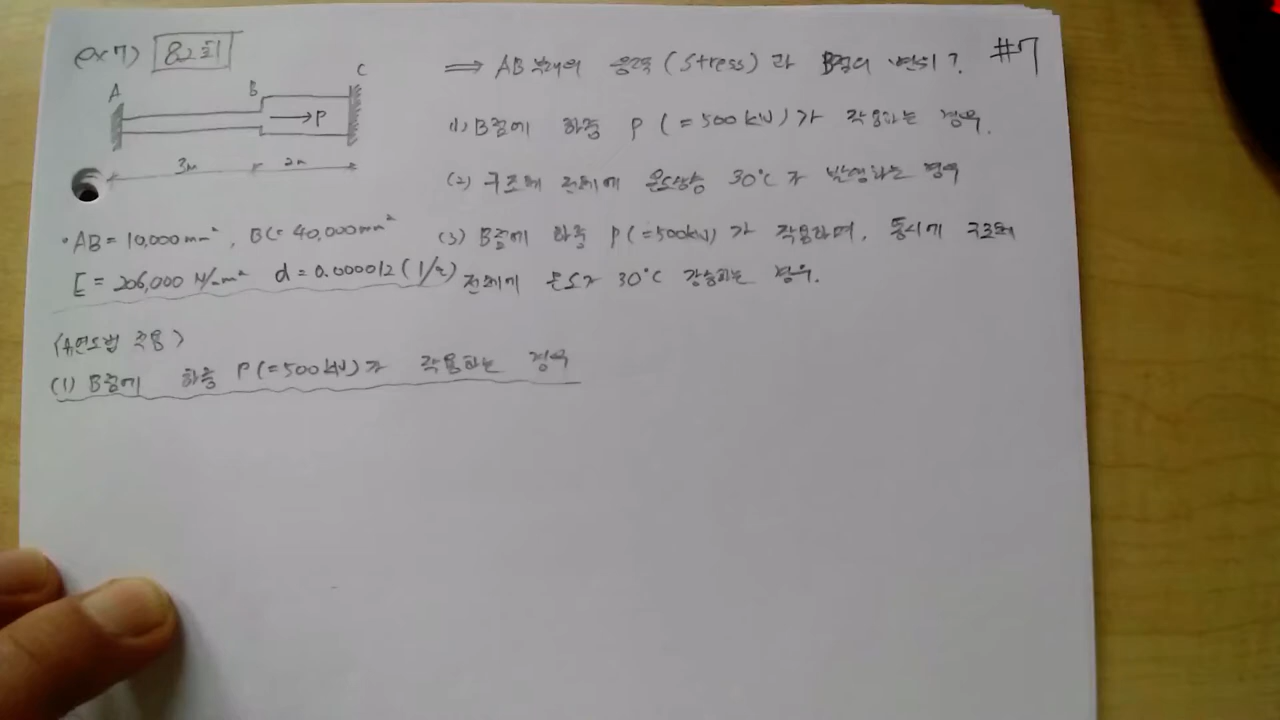 ex7) 82회 #7
A B C
→P
3m 2m
⇒ AB부재의 응력(Stress)과 B점의 변위?
(1) B점에 하중 P(=500kN)가 작용하는 경우.
(2) 구조체 전체에 온도상승 30°C가 발생하는 경우
·AB=10,000mm², BC=40,000mm²
(3) B점에 하중 P(=500kN)가 작용하며, 동시에 구조체
E=206,000 N/mm² α=0.000012(1/℃)
전체에 온도가 30°C 강하는 경우.
적용>
(1) B점에 하중 P(=500kN)가 작용하는 경우